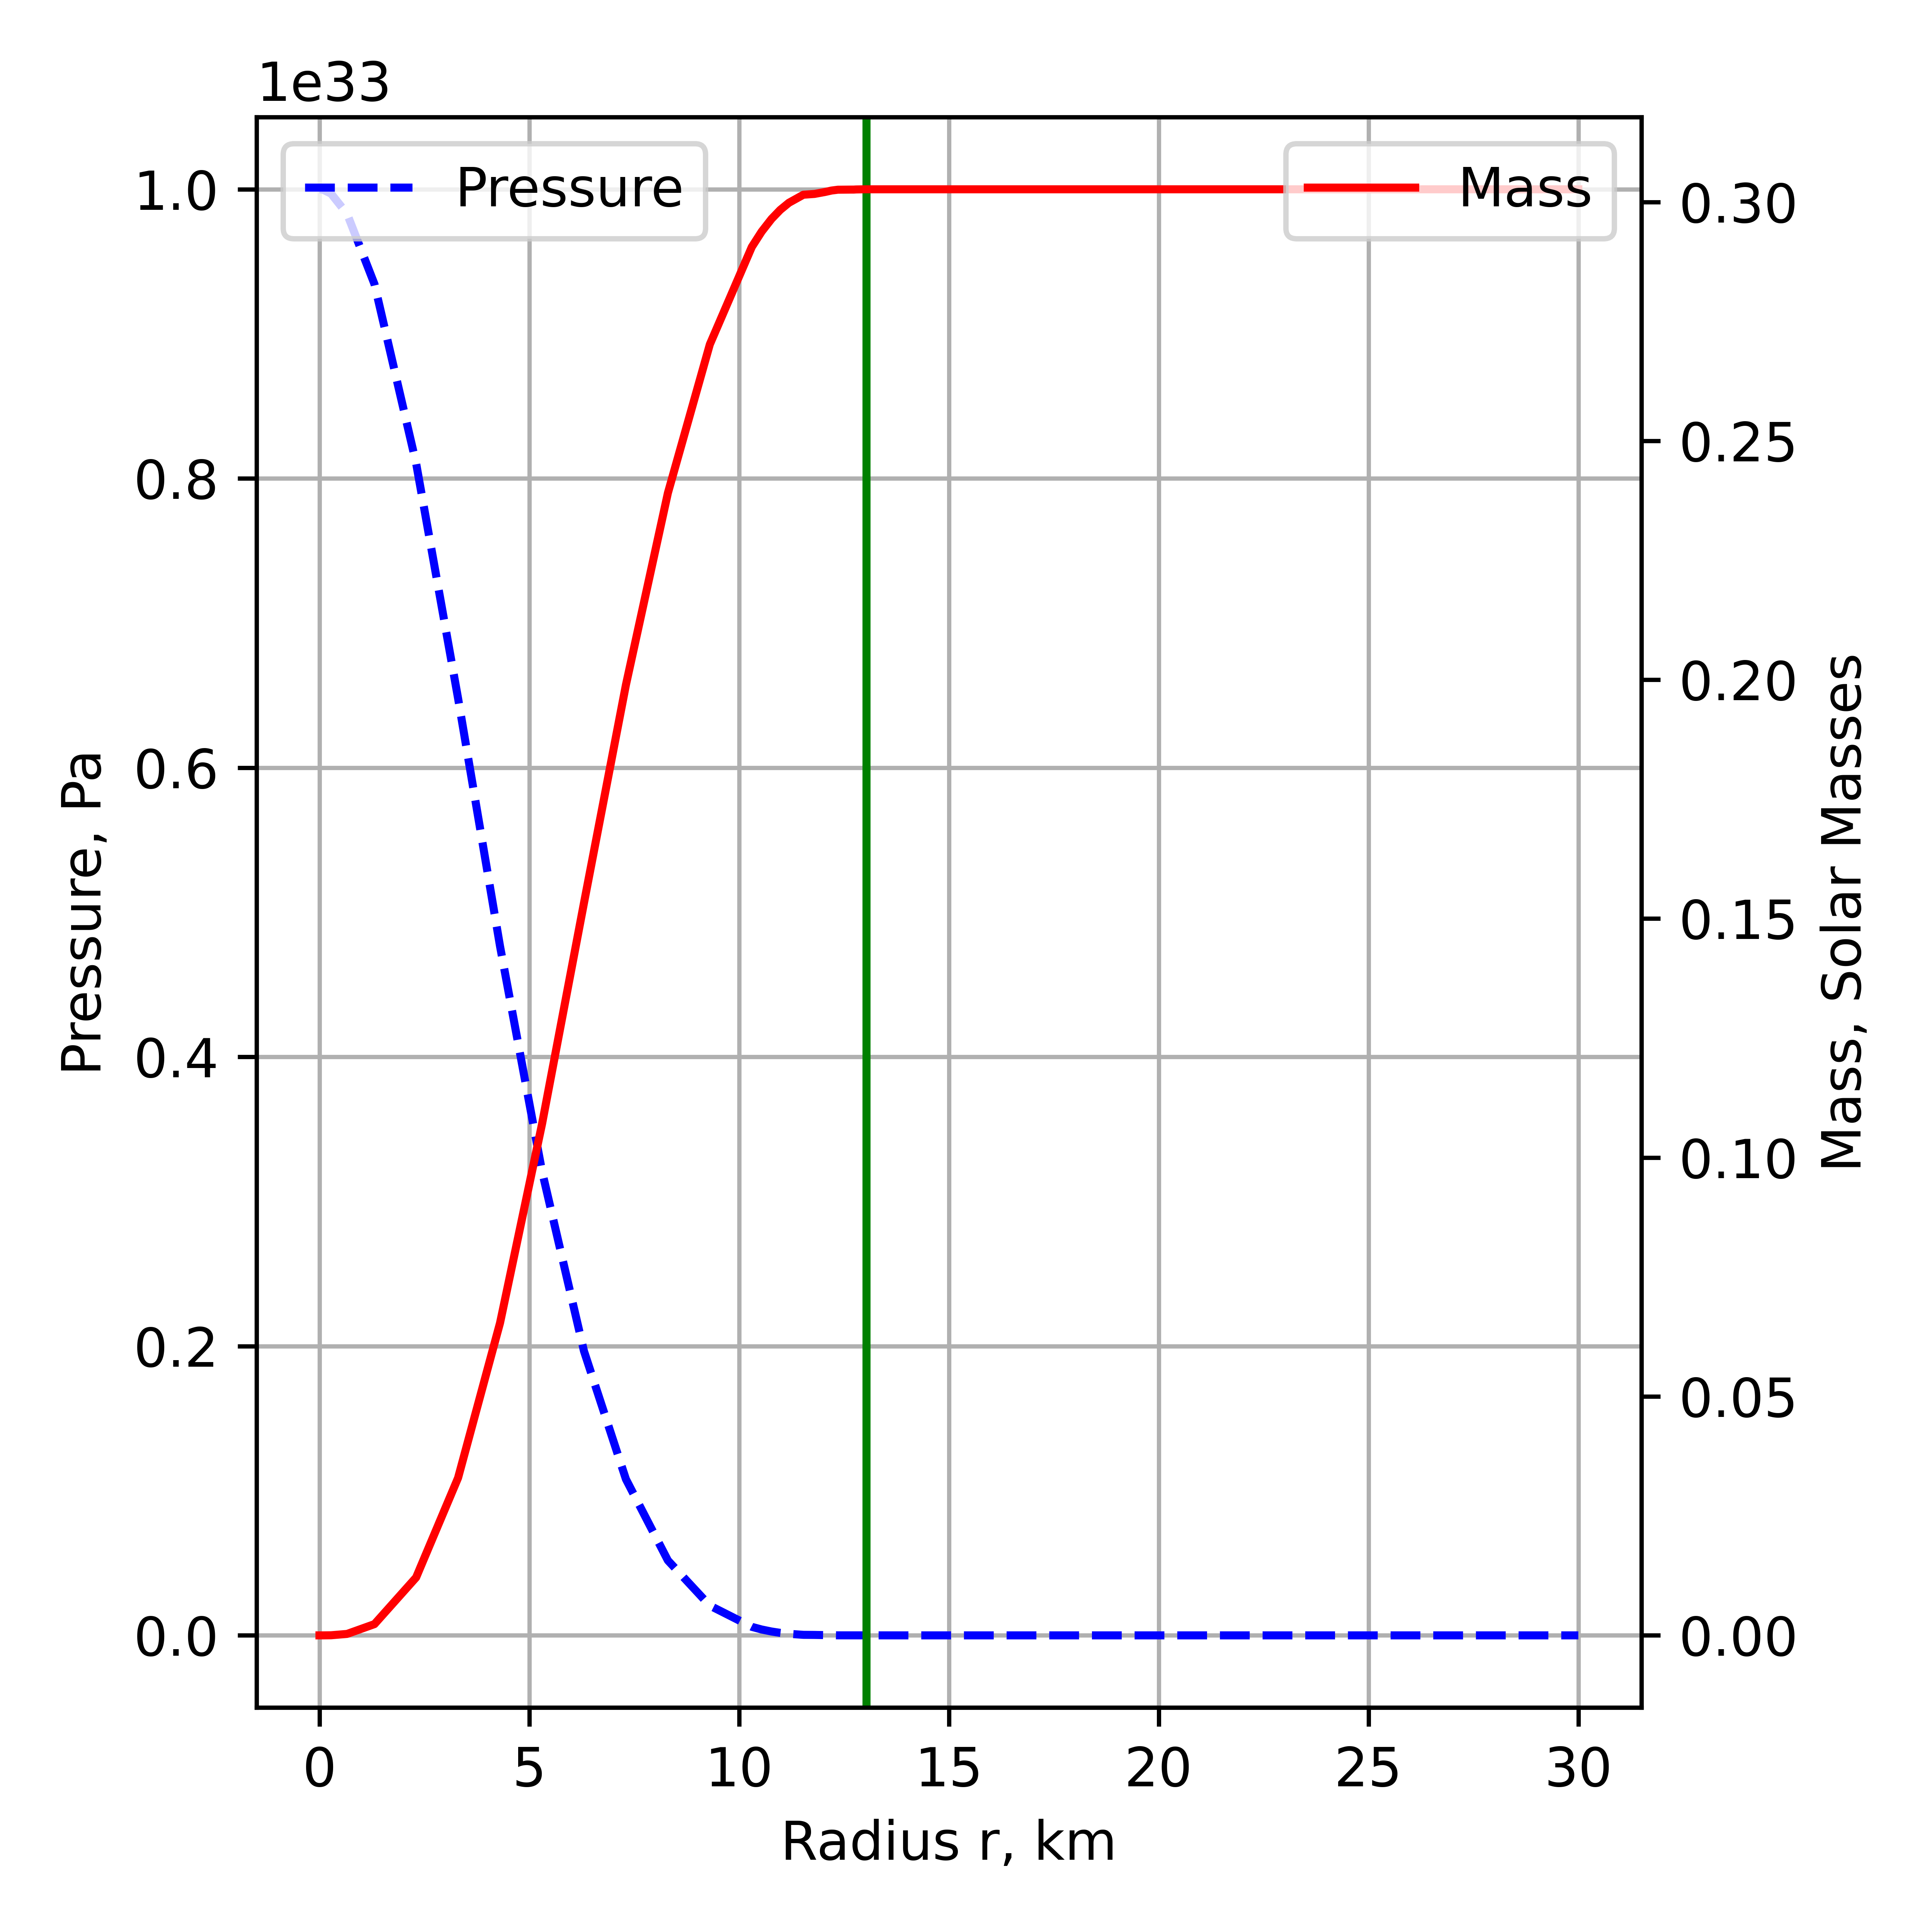 1e33
Pressure
Mass
1.0
0.8
0.6
0.4
0.2
0.0
Pressure, Pa
0.30
0.25
0.20
0.15
0.10
0.05
0.00
Mass, Solar Masses
0 5 10 15 20 25 30
Radius r, km